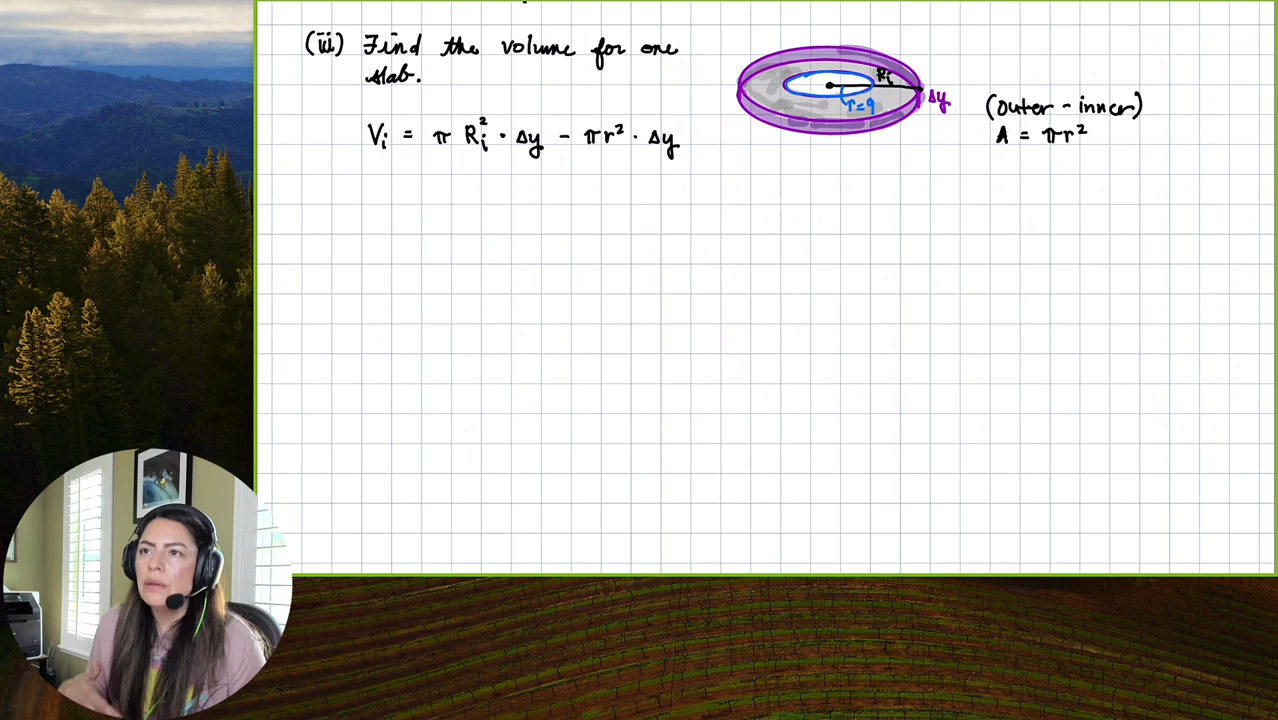 (iii) Find the volume for one
slab.
Vᵢ = π Rᵢ² · Δy − πr² · Δy
Rᵢ
r=9
Δy
(outer - inner)
A = πr²